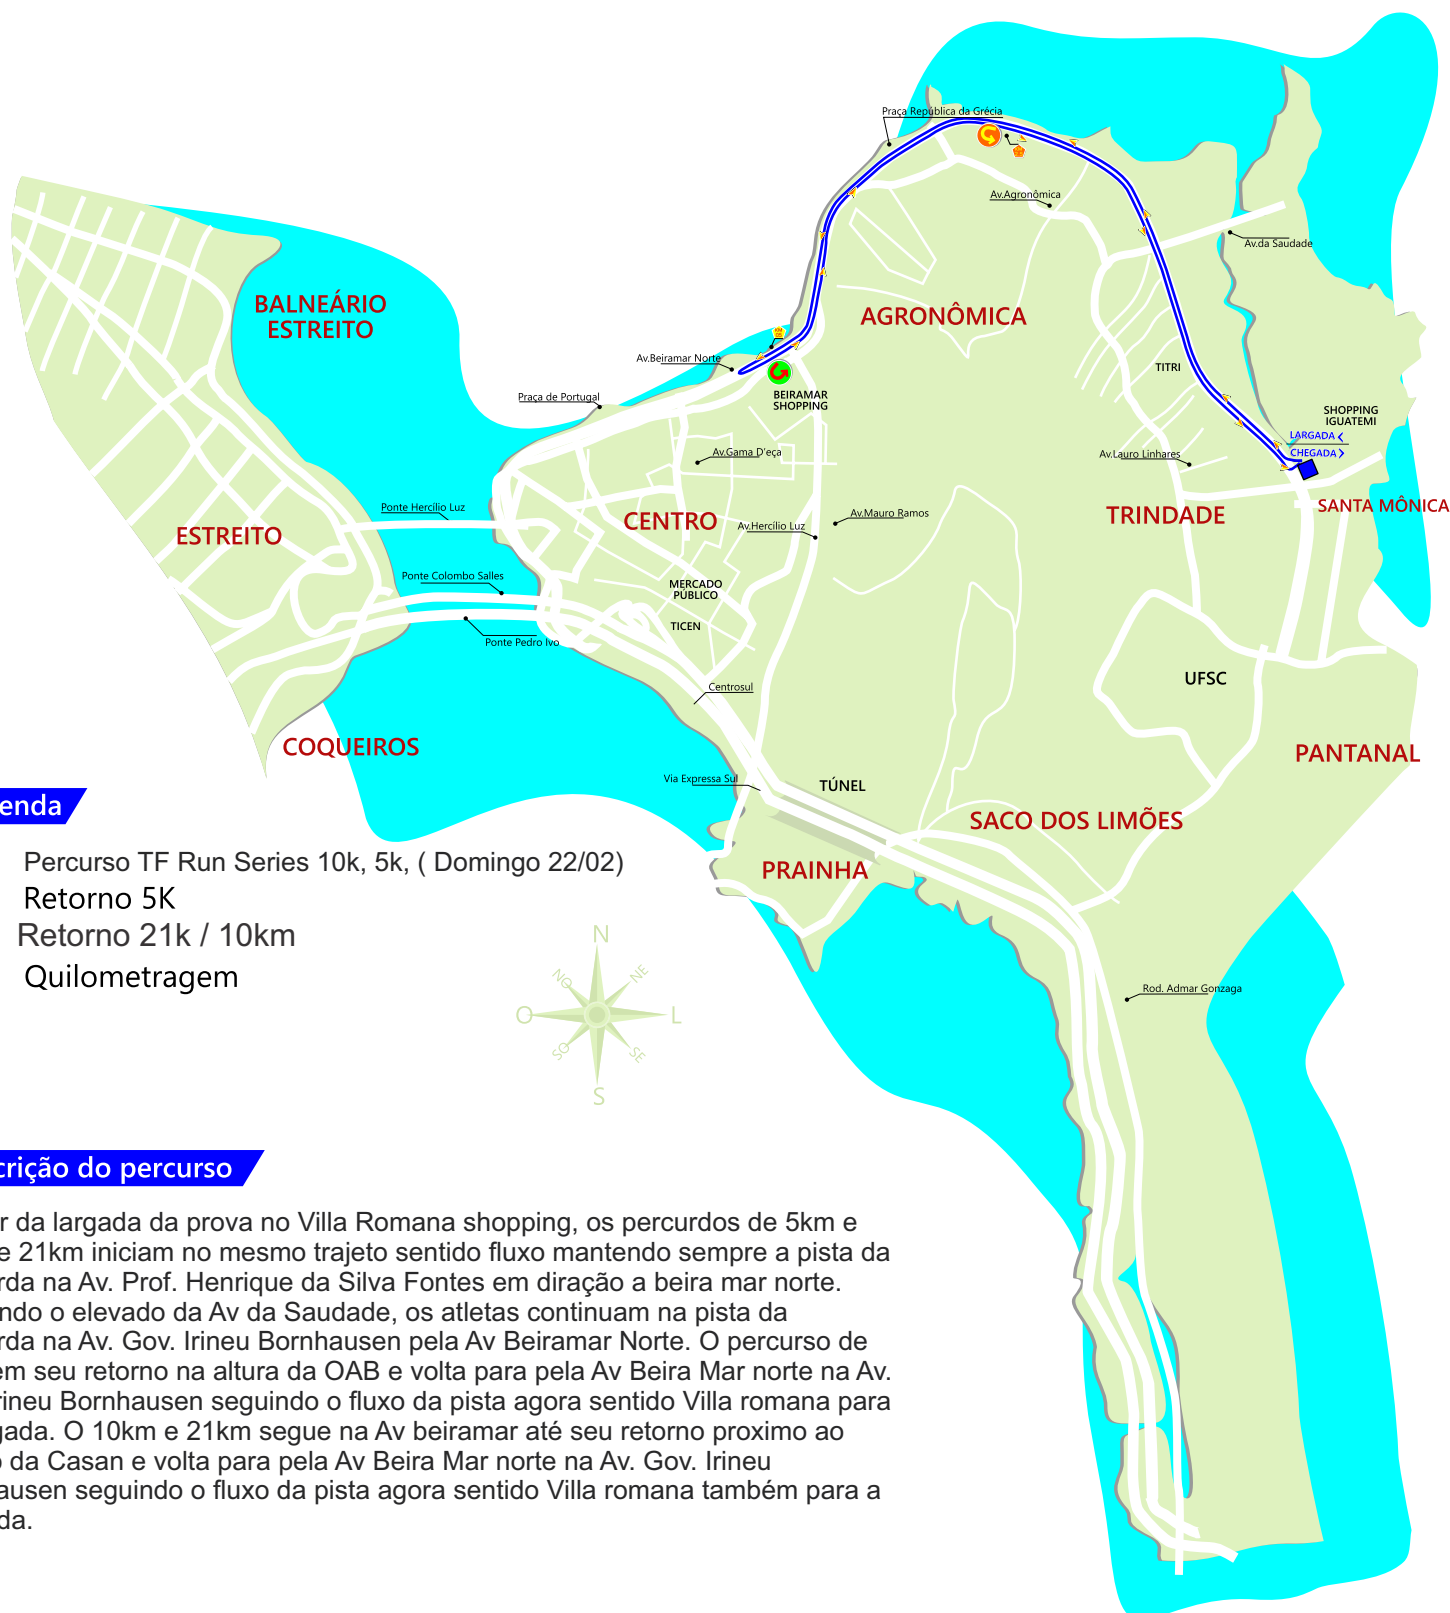 Praça República da Grécia
Av.Agronômica
Av.da Saudade
BALNEÁRIO
ESTREITO
AGRONÔMICA
KM
05
Av.Beiramar Norte
TITRI
BEIRAMAR
SHOPPING
Praça de Portugal
SHOPPING
IGUATEMI
LARGADA
CHEGADA
Av.Gama D'eça
Av.Lauro Linhares
Ponte Hercílio Luz
SANTA MÔNICA
CENTRO
Av.Mauro Ramos
TRINDADE
Av.Hercílio Luz
ESTREITO
Ponte Colombo Salles
MERCADO
PÚBLICO
TICEN
Ponte Pedro Ivo
UFSC
Centrosul
COQUEIROS
PANTANAL
Via Expressa Sul
TÚNEL
enda
SACO DOS LIMÕES
Percurso TF Run Series 10k, 5k, ( Domingo 22/02)
PRAINHA
Retorno 5K
Retorno 21k / 10km
Quilometragem
N
NO
NE
O
L
SO
SE
S
Rod. Admar Gonzaga
crição do percurso
r da largada da prova no Villa Romana shopping, os percurdos de 5km e
e 21km iniciam no mesmo trajeto sentido fluxo mantendo sempre a pista da
rda na Av. Prof. Henrique da Silva Fontes em diração a beira mar norte.
ndo o elevado da Av da Saudade, os atletas continuam na pista da
rda na Av. Gov. Irineu Bornhausen pela Av Beiramar Norte. O percurso de
em seu retorno na altura da OAB e volta para pela Av Beira Mar norte na Av.
rineu Bornhausen seguindo o fluxo da pista agora sentido Villa romana para
gada. O 10km e 21km segue na Av beiramar até seu retorno proximo ao
o da Casan e volta para pela Av Beira Mar norte na Av. Gov. Irineu
ausen seguindo o fluxo da pista agora sentido Villa romana também para a
da.